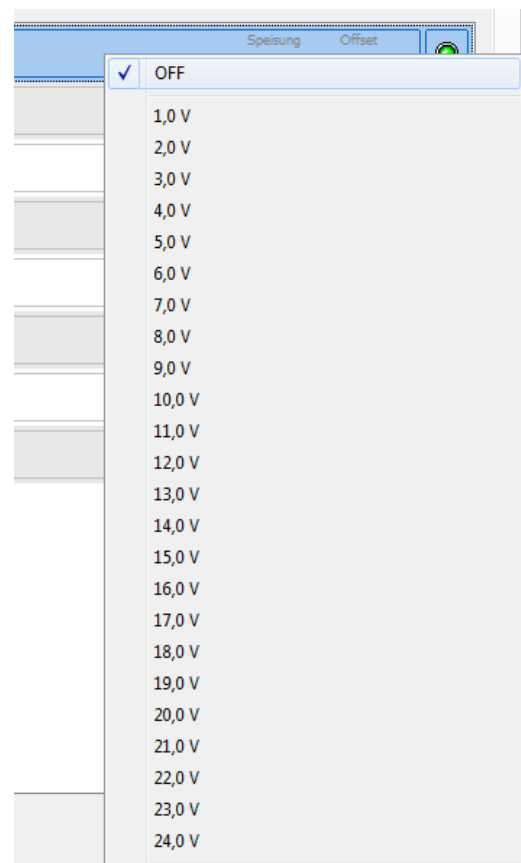 Speisung Offset
OFF
1,0 V
2,0 V
3,0 V
4,0 V
5,0 V
6,0 V
7,0 V
8,0 V
9,0 V
10,0 V
11,0 V
12,0 V
13,0 V
14,0 V
15,0 V
16,0 V
17,0 V
18,0 V
19,0 V
20,0 V
21,0 V
22,0 V
23,0 V
24,0 V